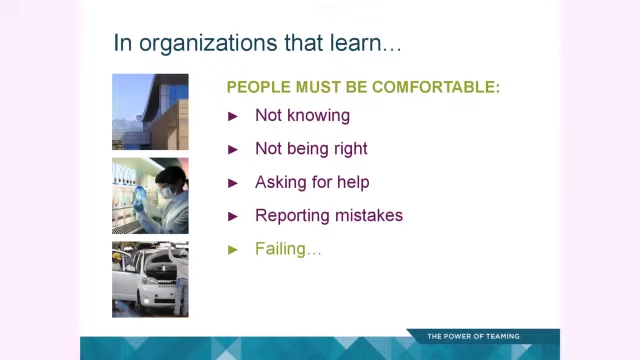 In organizations that learn…
PEOPLE MUST BE COMFORTABLE:
► Not knowing
► Not being right
► Asking for help
► Reporting mistakes
► Failing…
THE POWER OF TEAMING